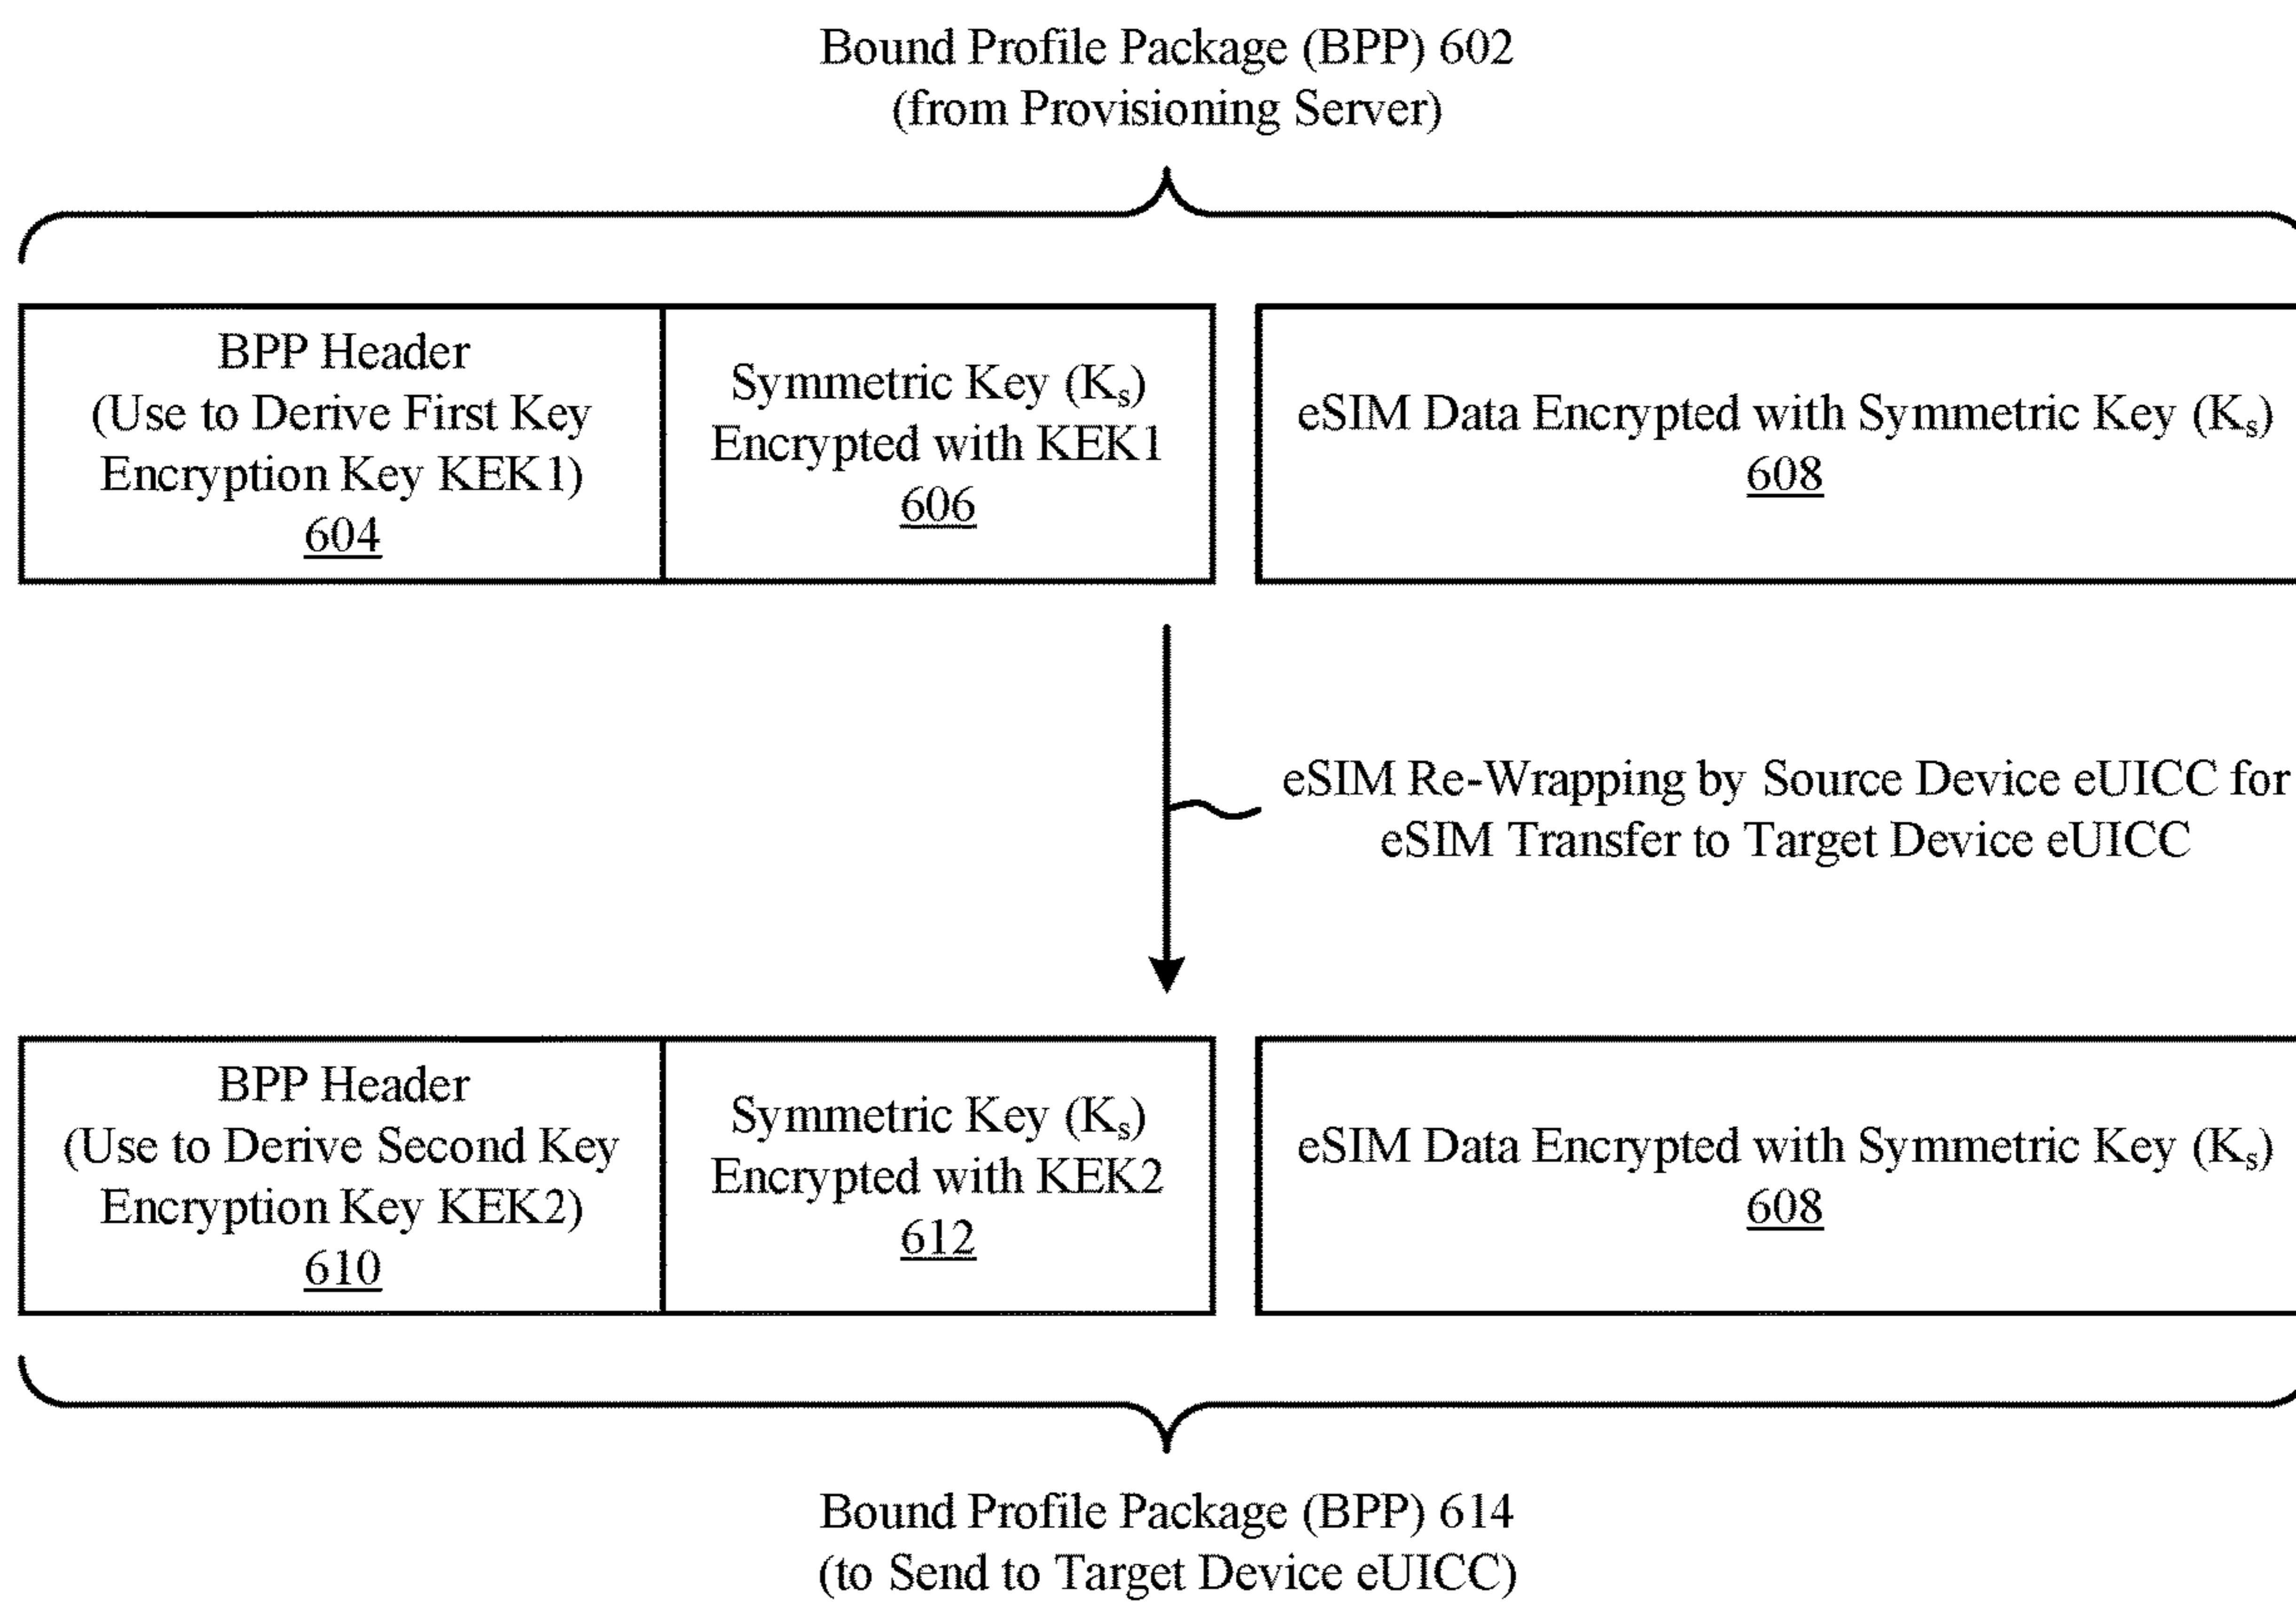 Bound Profile Package (BPP) 602
(from Provisioning Server)
BPP Header
(Use to Derive First Key
Encryption Key KEK1)
604
Symmetric Key (Kₛ)
Encrypted with KEK1
606
eSIM Data Encrypted with Symmetric Key (Kₛ)
608
eSIM Re-Wrapping by Source Device eUICC for
eSIM Transfer to Target Device eUICC
BPP Header
(Use to Derive Second Key
Encryption Key KEK2)
610
Symmetric Key (Kₛ)
Encrypted with KEK2
612
eSIM Data Encrypted with Symmetric Key (Kₛ)
608
Bound Profile Package (BPP) 614
(to Send to Target Device eUICC)